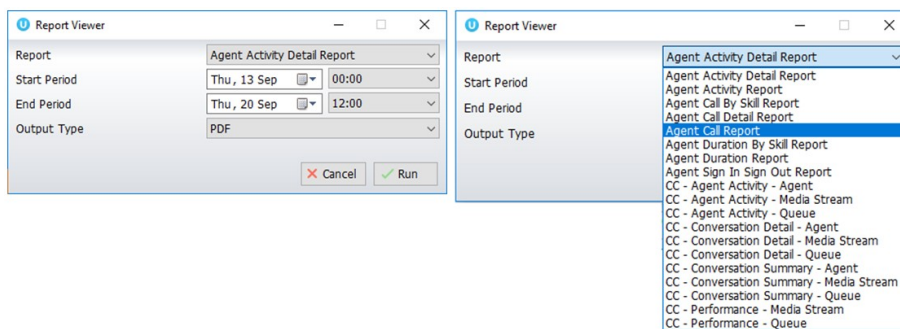 Report Viewer
Report
Agent Activity Detail Report
Start Period
Thu, 13 Sep
00:00
End Period
Thu, 20 Sep
12:00
Output Type
PDF
Cancel
Run
Report Viewer
Report
Agent Activity Detail Report
Start Period
End Period
Output Type
Agent Activity Detail Report
Agent Activity Report
Agent Call By Skill Report
Agent Call Detail Report
Agent Call Report
Agent Duration By Skill Report
Agent Duration Report
Agent Sign In Sign Out Report
CC - Agent Activity - Agent
CC - Agent Activity - Media Stream
CC - Agent Activity - Queue
CC - Conversation Detail - Agent
CC - Conversation Detail - Media Stream
CC - Conversation Detail - Queue
CC - Conversation Summary - Agent
CC - Conversation Summary - Media Stream
CC - Conversation Summary - Queue
CC - Performance - Media Stream
CC - Performance - Queue